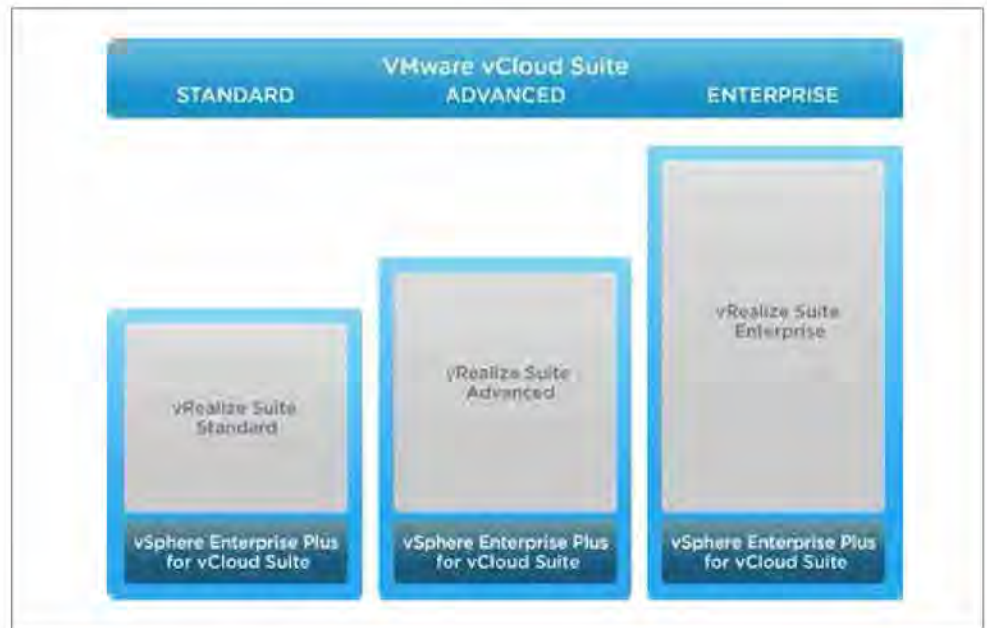 VMware vCloud Suite
STANDARD
ADVANCED
ENTERPRISE
vRealize Suite
Standard
vRealize Suite
Advanced
vRealize Suite
Enterprise
vSphere Enterprise Plus
for vCloud Suite
vSphere Enterprise Plus
for vCloud Suite
vSphere Enterprise Plus
for vCloud Suite